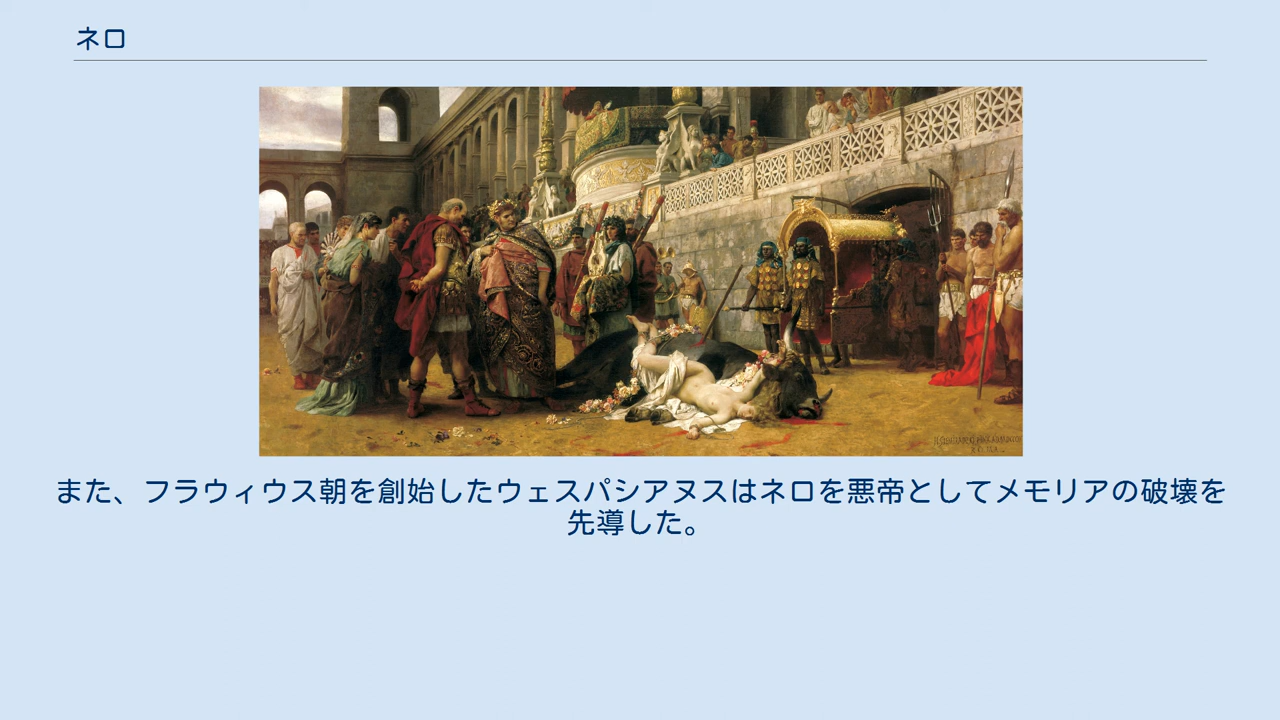 ネロ
また、フラウィウス朝を創始したウェスパシアヌスはネロを悪帝としてメモリアの破壊を
先導した。